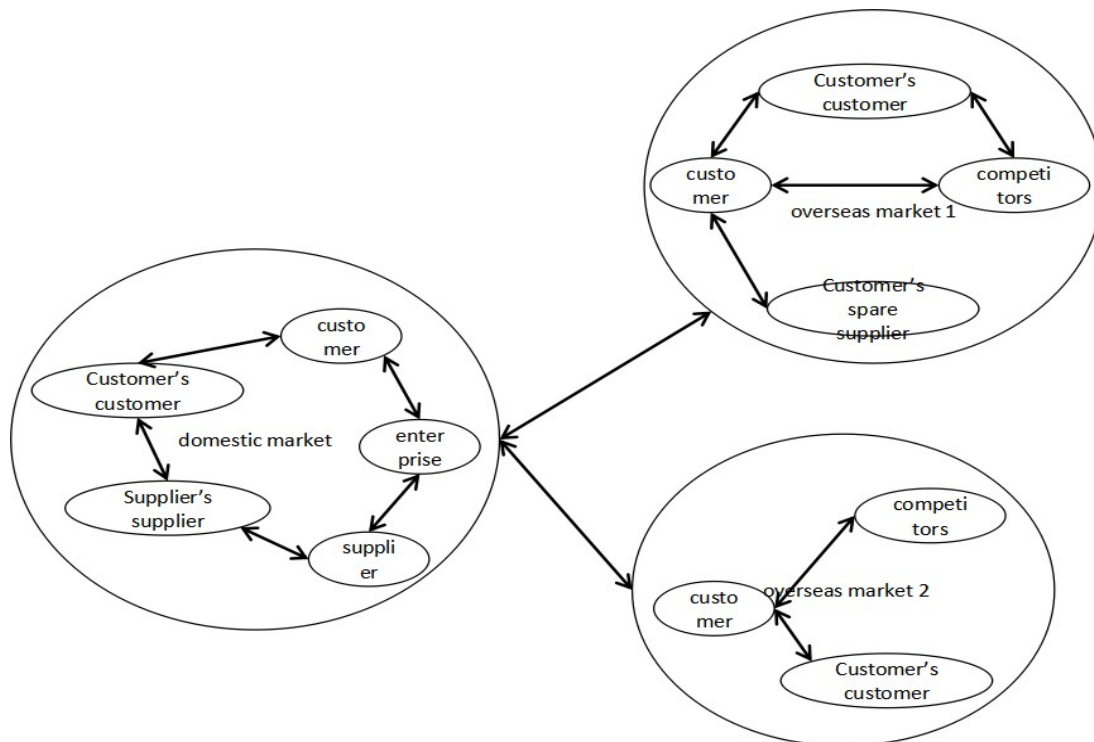 custo
mer
Customer's
customer
domestic market
enter
prise
Supplier's
supplier
suppli
er
Customer's
customer
custo
mer
competi
tors
overseas market 1
Customer's
spare
supplier
competi
tors
overseas market 2
custo
mer
Customer's
customer